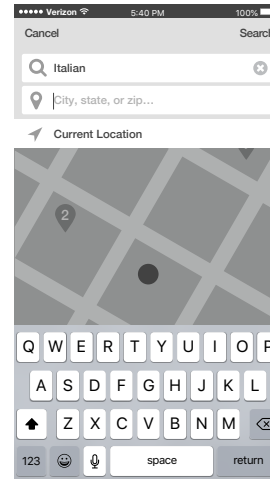 Verizon 5:40 PM 100%
Cancel Search
Italian
City, state, or zip...
Current Location
2
Q W E R T Y U I O P
A S D F G H J K L
Z X C V B N M
123 space return